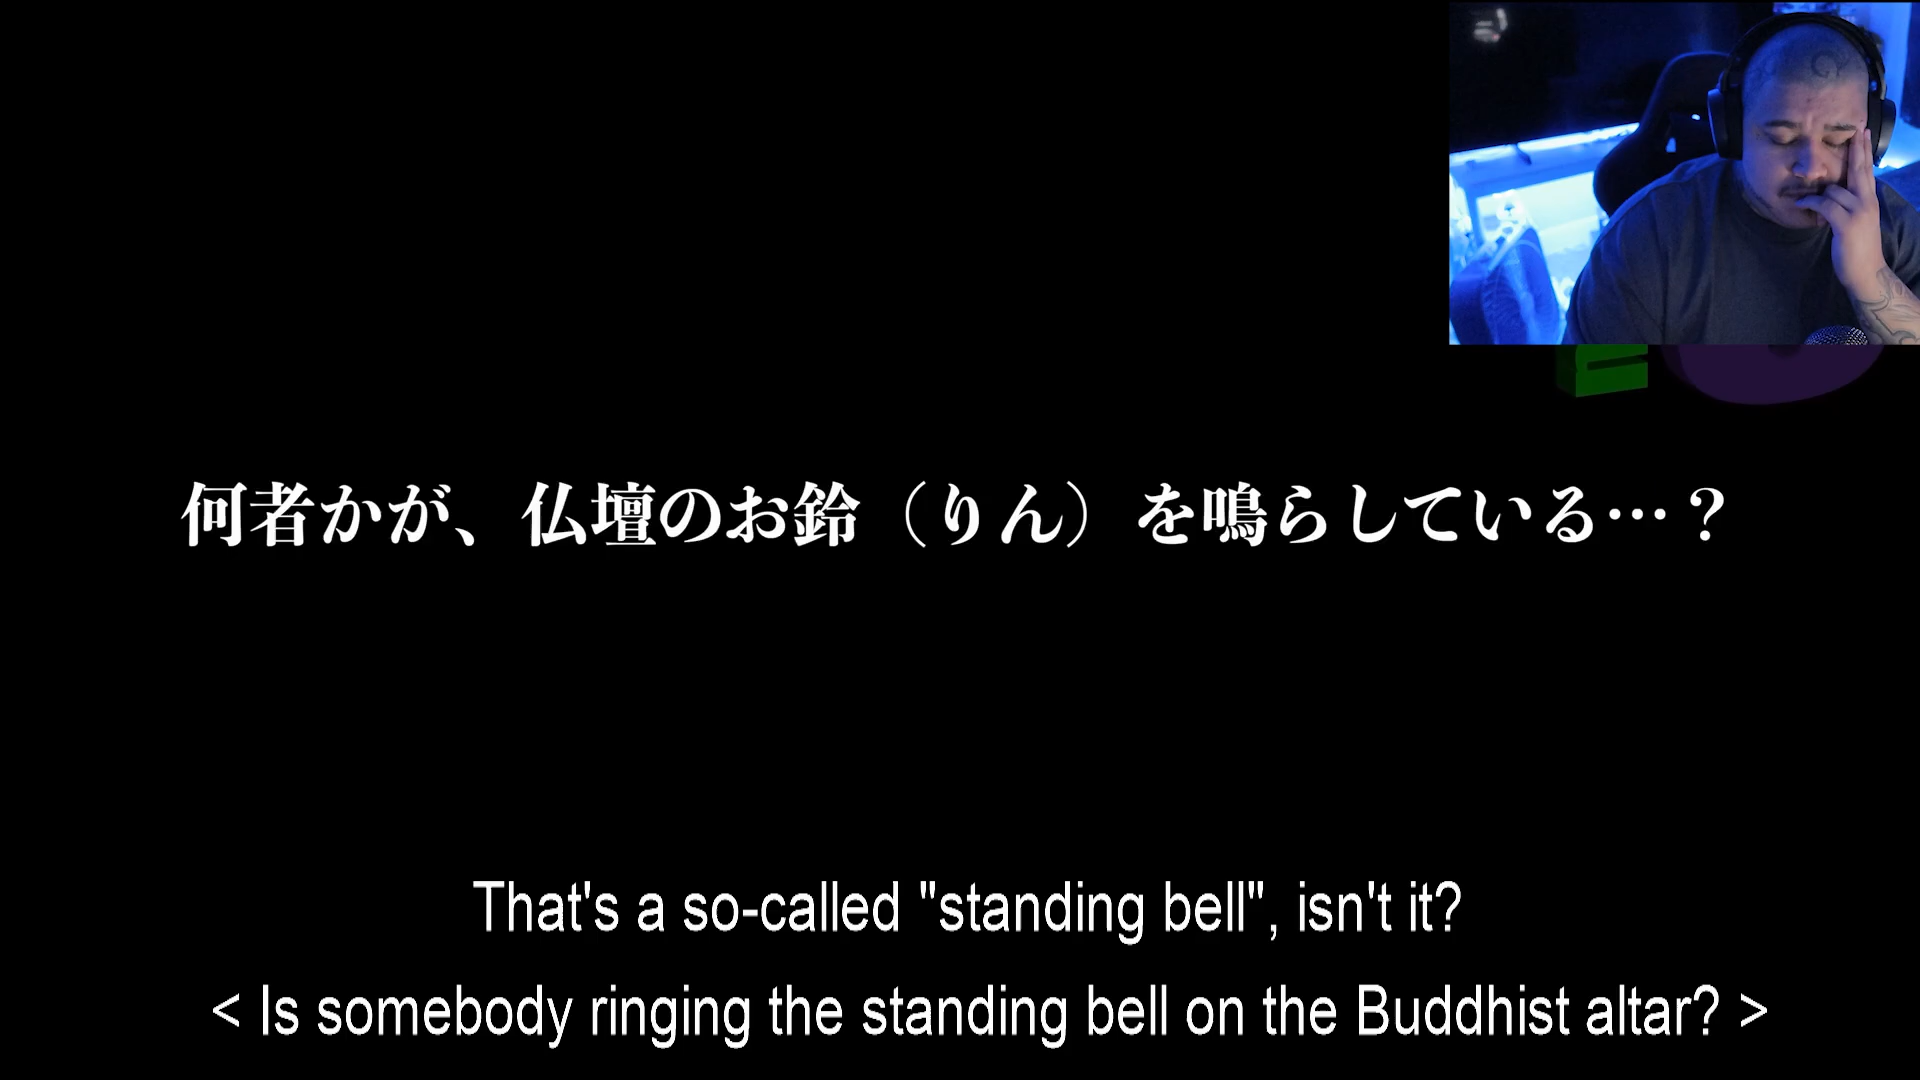 何者かが、仏壇のお鈴（りん）を鳴らしている…？
That's a so-called "standing bell", isn't it?
< Is somebody ringing the standing bell on the Buddhist altar? >